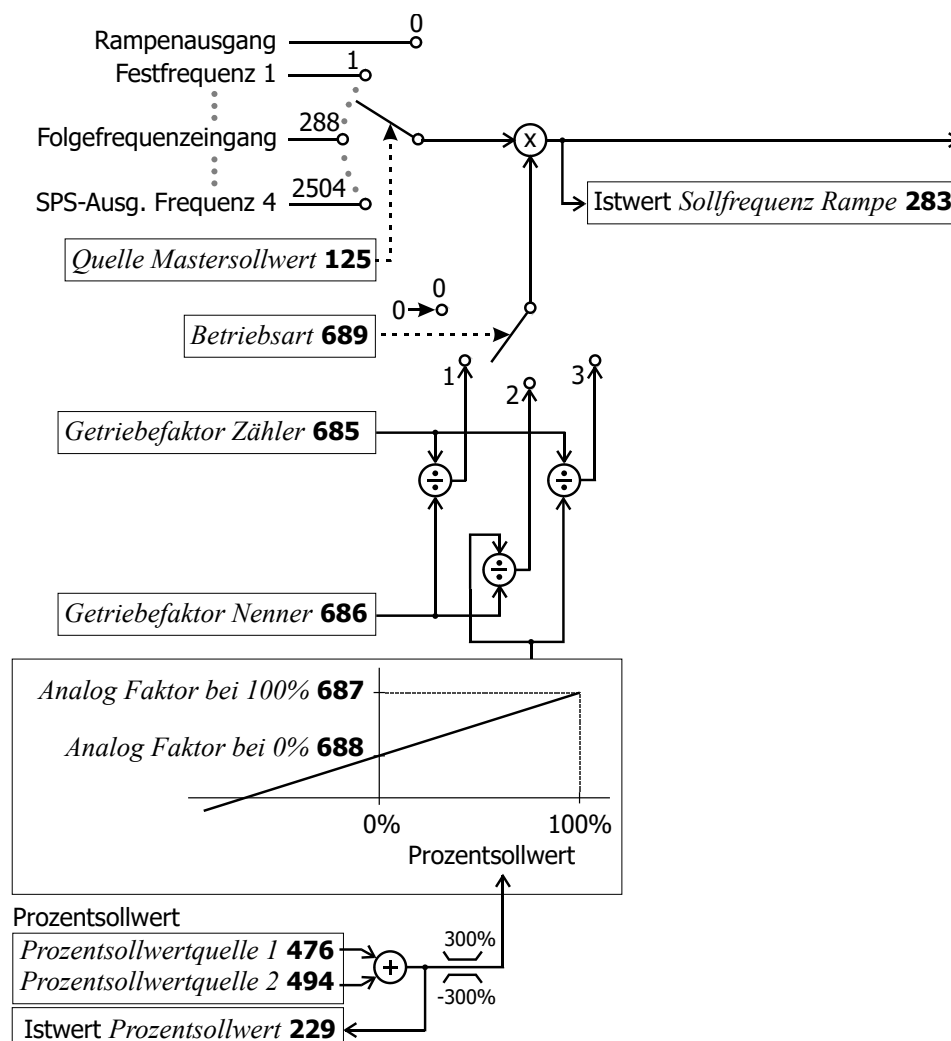 0
Rampenausgang
Festfrequenz 1
1
Folgefrequenzeingang
288
x
SPS-Ausg. Frequenz 4
2504
Istwert Sollfrequenz Rampe 283
Quelle Mastersollwert 125
0
0
Betriebsart 689
1
2
3
Getriebefaktor Zähler 685
÷
÷
÷
Getriebefaktor Nenner 686
Analog Faktor bei 100% 687
Analog Faktor bei 0% 688
0%
100%
Prozentsollwert
Prozentsollwert
Prozentsollwertquelle 1 476
Prozentsollwertquelle 2 494
+
300%
-300%
Istwert Prozentsollwert 229